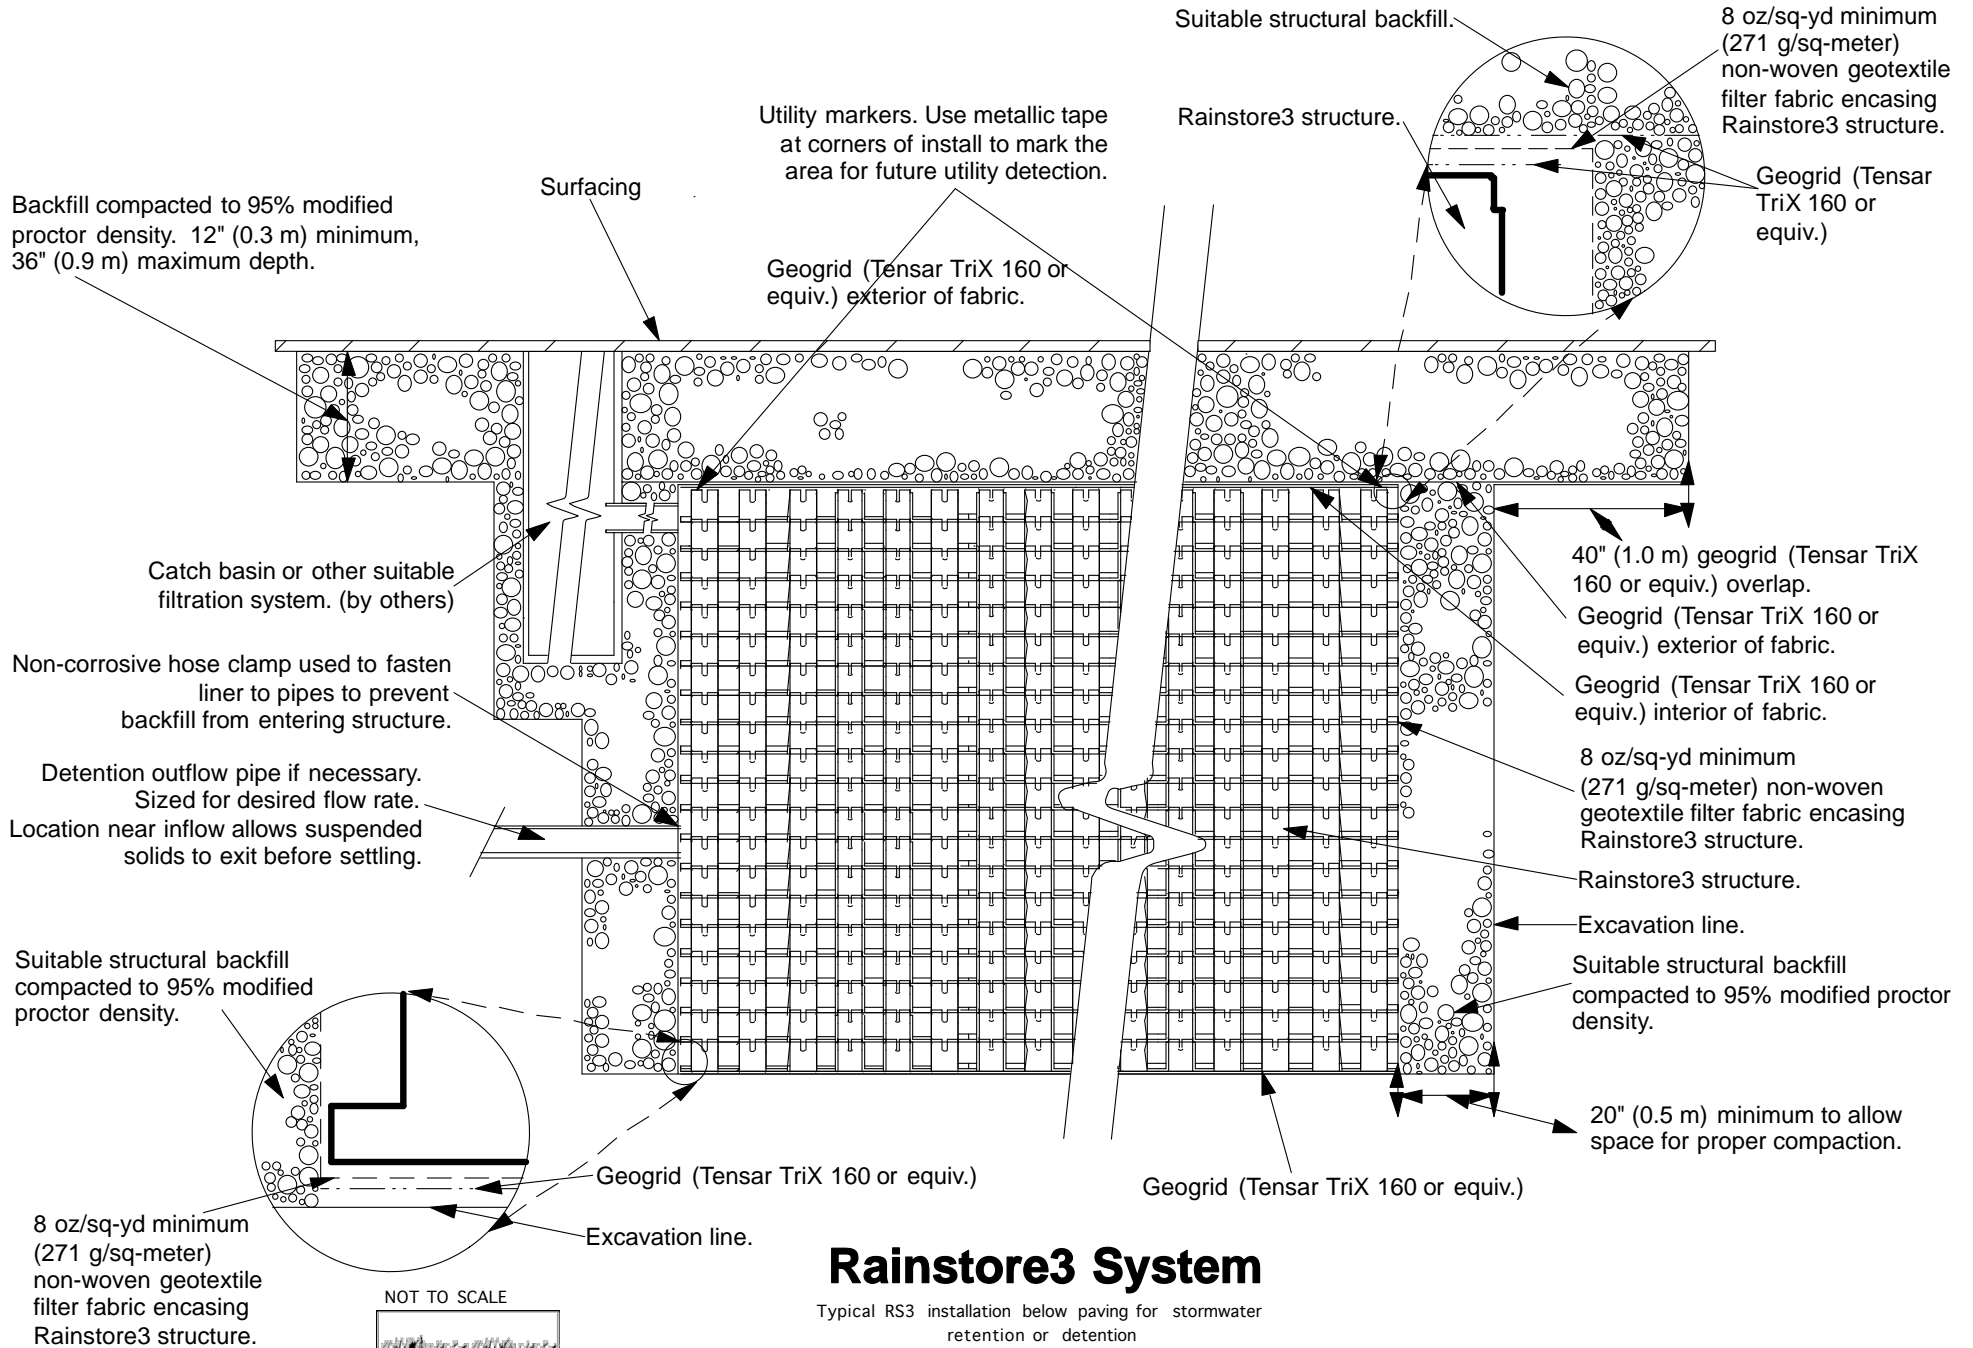 Suitable structural backfill.
8 oz/sq-yd minimum
(271 g/sq-meter)
non-woven geotextile
filter fabric encasing
Rainstore3 structure.
Rainstore3 structure.
Geogrid (Tensar
TriX 160 or
equiv.)
Utility markers. Use metallic tape
at corners of install to mark the
area for future utility detection.
Surfacing
Backfill compacted to 95% modified
proctor density. 12" (0.3 m) minimum,
36" (0.9 m) maximum depth.
Geogrid (Tensar TriX 160 or
equiv.) exterior of fabric.
Catch basin or other suitable
filtration system. (by others)
Non-corrosive hose clamp used to fasten
liner to pipes to prevent
backfill from entering structure.
Detention outflow pipe if necessary.
Sized for desired flow rate.
Location near inflow allows suspended
solids to exit before settling.
40" (1.0 m) geogrid (Tensar TriX
160 or equiv.) overlap.
Geogrid (Tensar TriX 160 or
equiv.) exterior of fabric.
Geogrid (Tensar TriX 160 or
equiv.) interior of fabric.
8 oz/sq-yd minimum
(271 g/sq-meter) non-woven
geotextile filter fabric encasing
Rainstore3 structure.
Rainstore3 structure.
Excavation line.
Suitable structural backfill
compacted to 95% modified proctor
density.
20" (0.5 m) minimum to allow
space for proper compaction.
Suitable structural backfill
compacted to 95% modified
proctor density.
Geogrid (Tensar TriX 160 or equiv.)
Excavation line.
8 oz/sq-yd minimum
(271 g/sq-meter)
non-woven geotextile
filter fabric encasing
Rainstore3 structure.
Geogrid (Tensar TriX 160 or equiv.)
NOT TO SCALE
Rainstore3 System
Typical RS3 installation below paving for stormwater
retention or detention